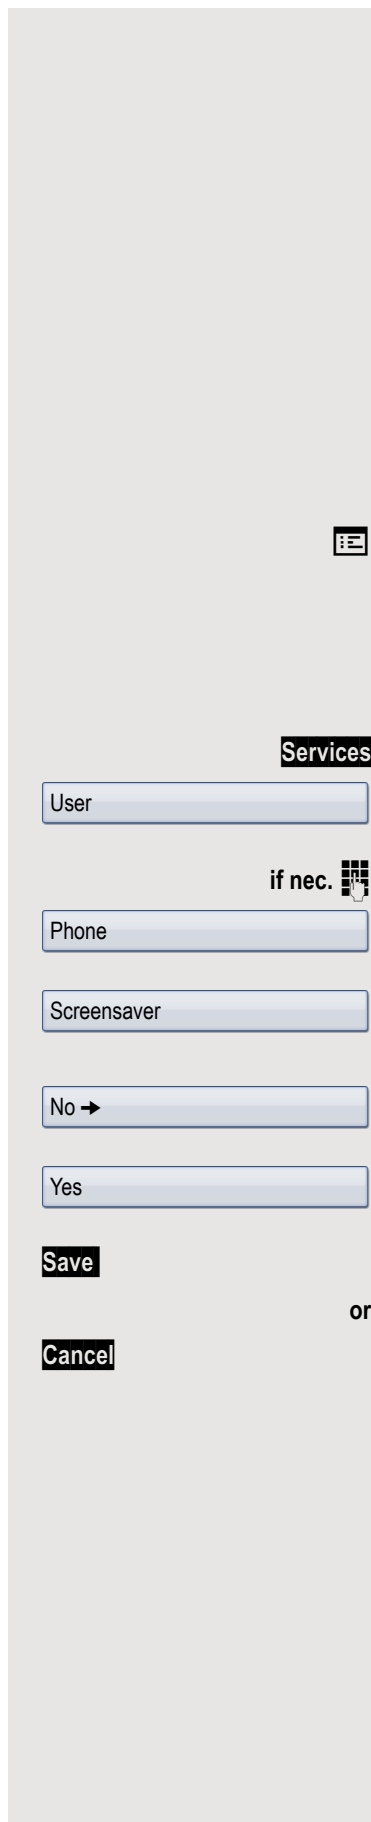 Services
User
if nec.
Phone
Screensaver
No →
Yes
Save
or
Cancel